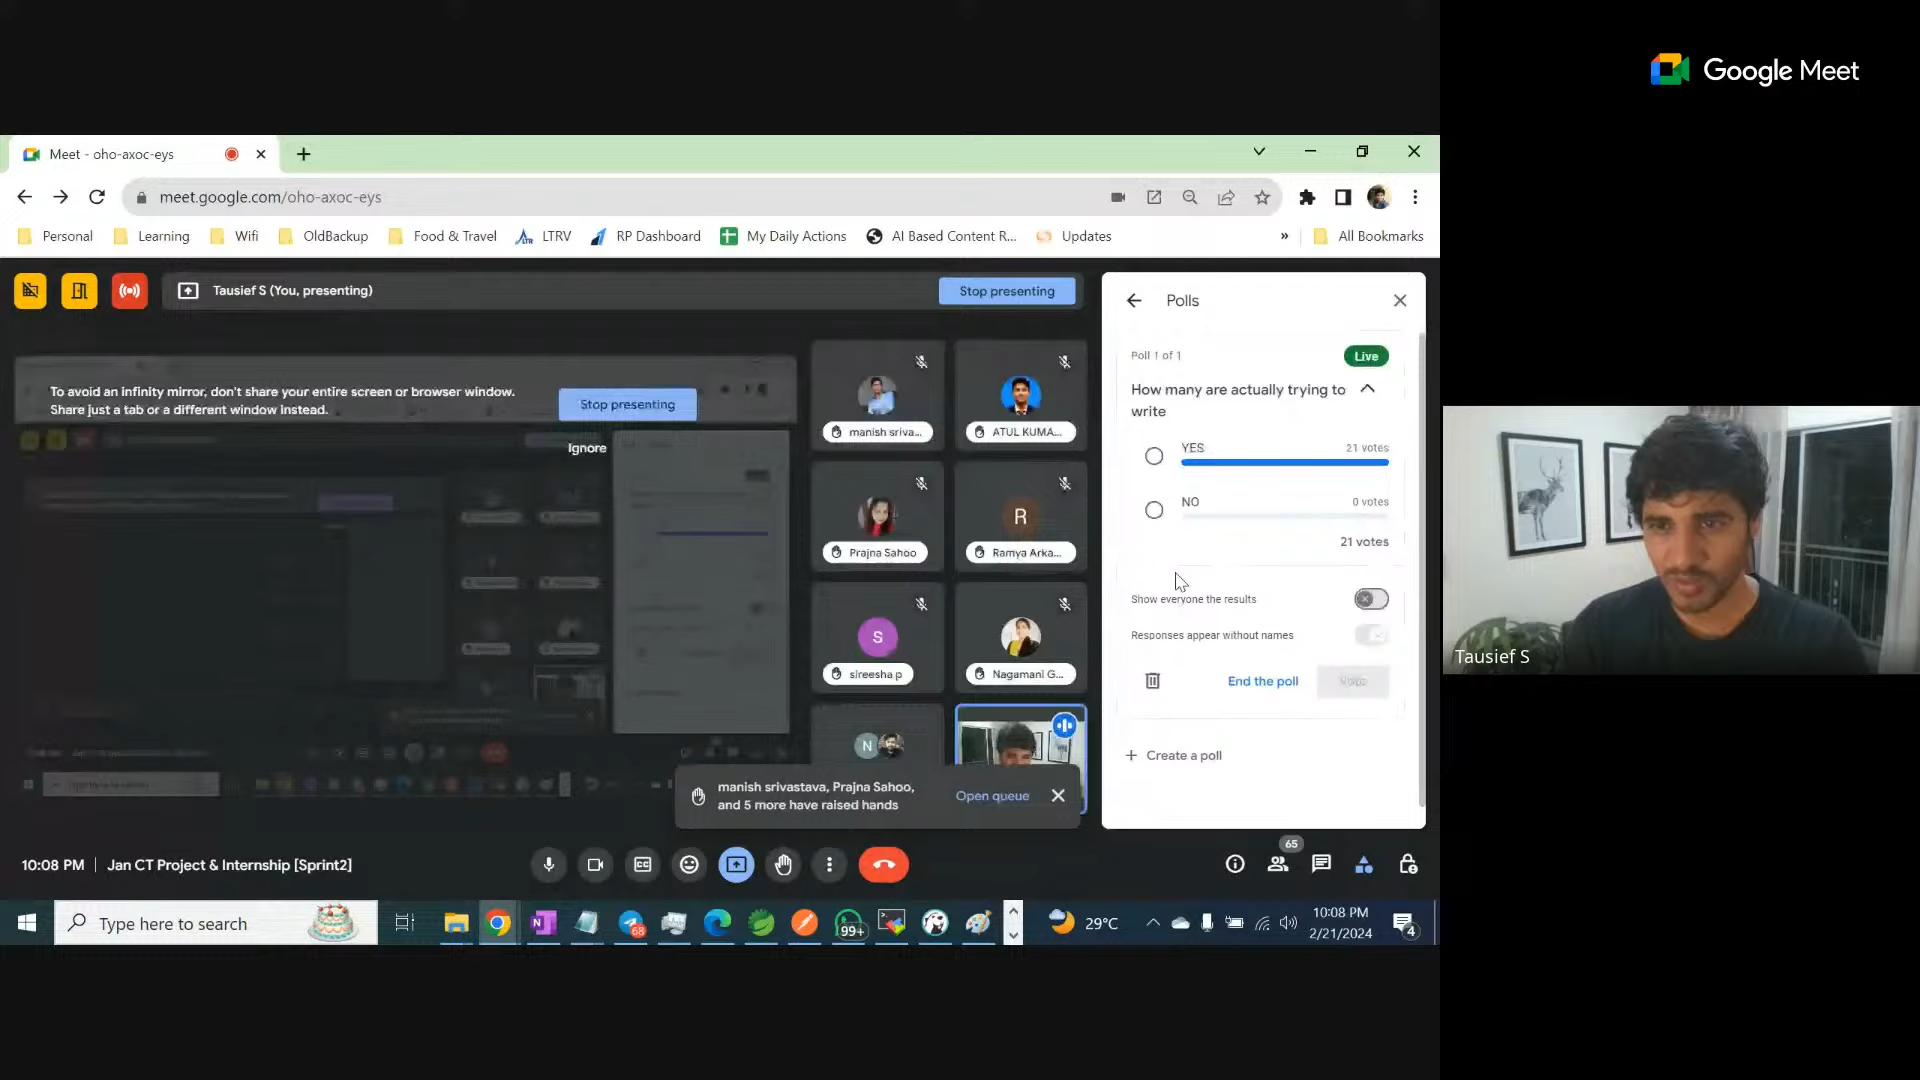 Google Meet
Meet - oho-axoc-eys
meet.google.com/oho-axoc-eys
Personal
Learning
Wifi
OldBackup
Food & Travel
LTRV
RP Dashboard
My Daily Actions
AI Based Content R...
Updates
»
All Bookmarks
Tausief S (You, presenting)
Stop presenting
To avoid an infinity mirror, don't share your entire screen or browser window.
Share just a tab or a different window instead.
Stop presenting
Ignore
manish sriva...
ATUL KUMA...
Prajna Sahoo
R
Ramya Arka...
S
sireesha p
Nagamani G...
N
manish srivastava, Prajna Sahoo,
and 5 more have raised hands
Open queue
Polls
Poll 1 of 1
Live
How many are actually trying to
write
YES
21 votes
NO
0 votes
21 votes
Show everyone the results
Responses appear without names
End the poll
Vote
+ Create a poll
Tausief S
10:08 PM
Jan CT Project & Internship [Sprint2]
65
Type here to search
68
99+
29°C
10:08 PM
2/21/2024
4